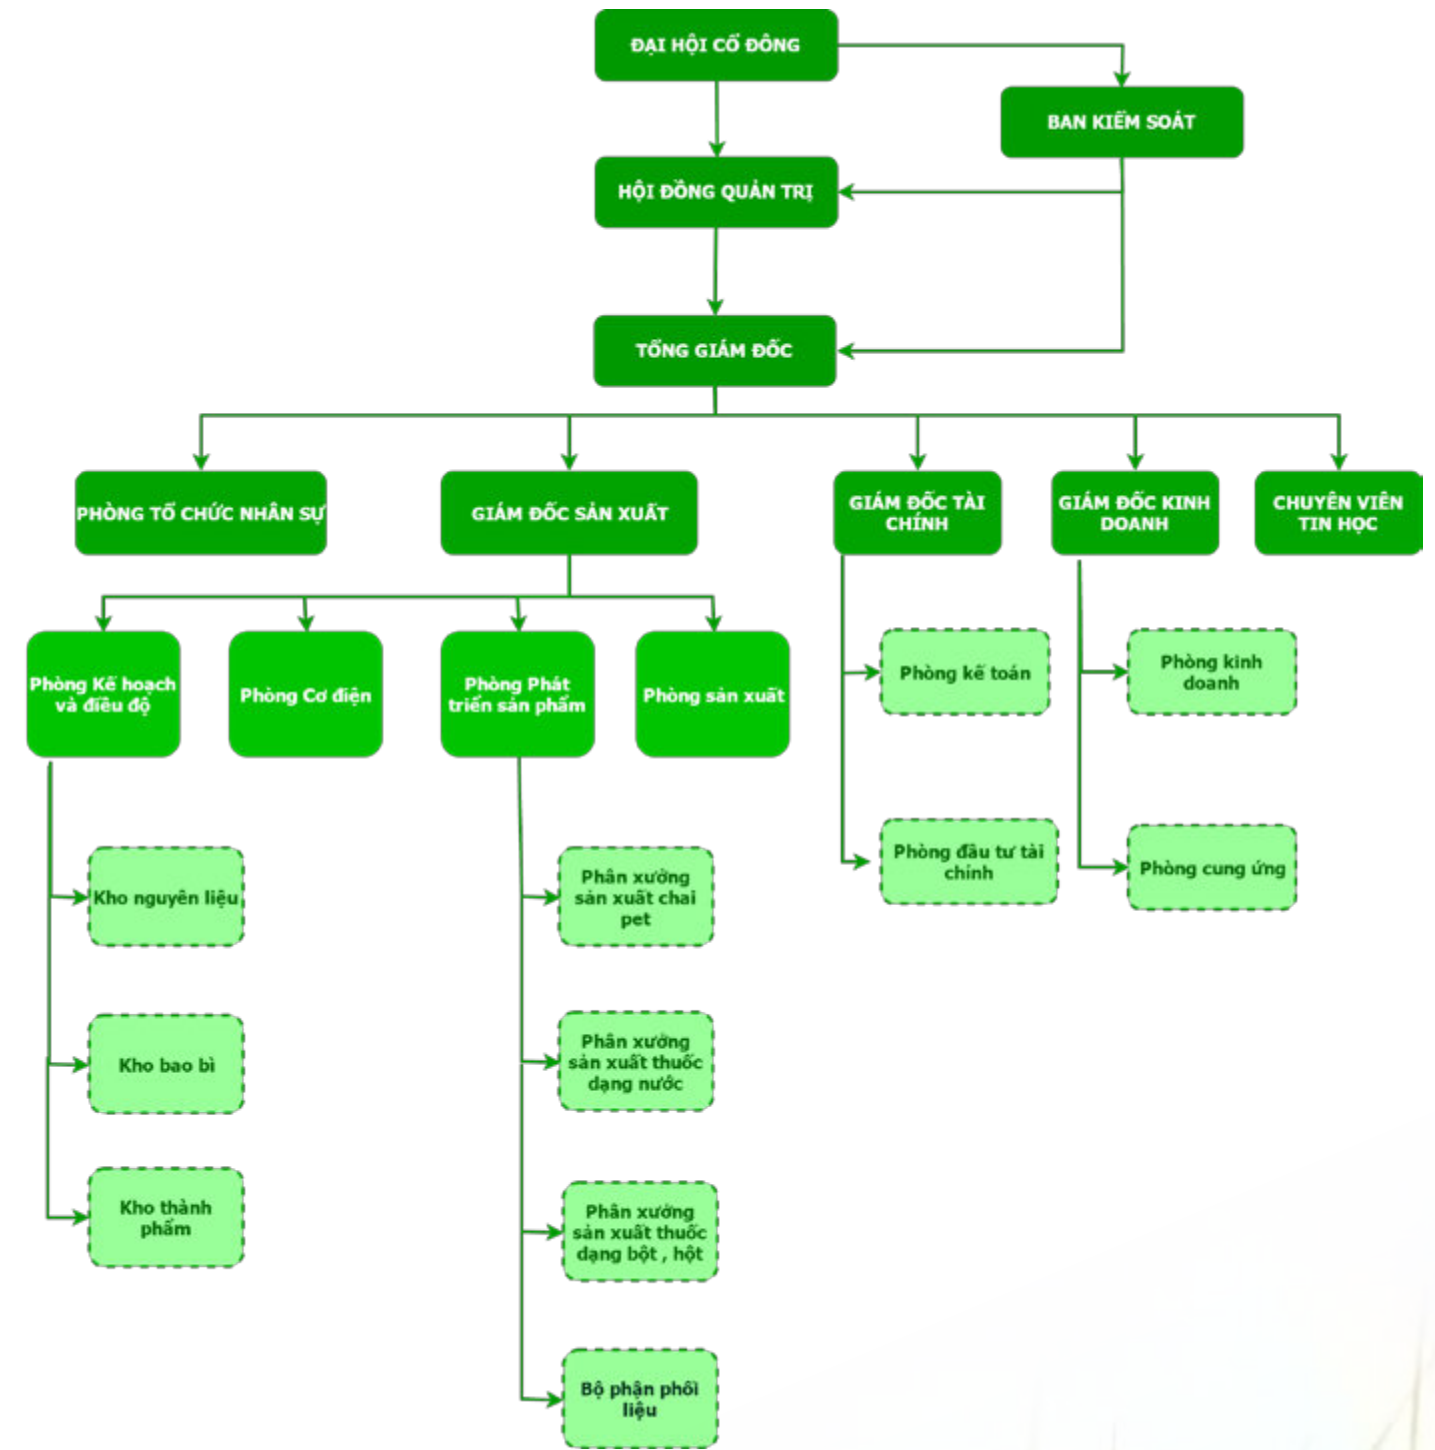 ĐẠI HỘI CỔ ĐÔNG
BAN KIỂM SOÁT
HỘI ĐỒNG QUẢN TRỊ
TỔNG GIÁM ĐỐC
PHÒNG TỔ CHỨC NHÂN SỰ
GIÁM ĐỐC SẢN XUẤT
GIÁM ĐỐC TÀI
CHÍNH
GIÁM ĐỐC KINH
DOANH
CHUYÊN VIÊN
TIN HỌC
Phòng Kế hoạch
và điều độ
Phòng Cơ điện
Phòng Phát
triển sản phẩm
Phòng sản xuất
Phòng kế toán
Phòng kinh
doanh
Phòng đầu tư tài
chính
Phòng cung ứng
Kho nguyên liệu
Kho bao bì
Kho thành
phẩm
Phân xưởng
sản xuất chai
pet
Phân xưởng
sản xuất thuốc
dạng nước
Phân xưởng
sản xuất thuốc
dạng bột , hột
Bộ phận phối
liệu